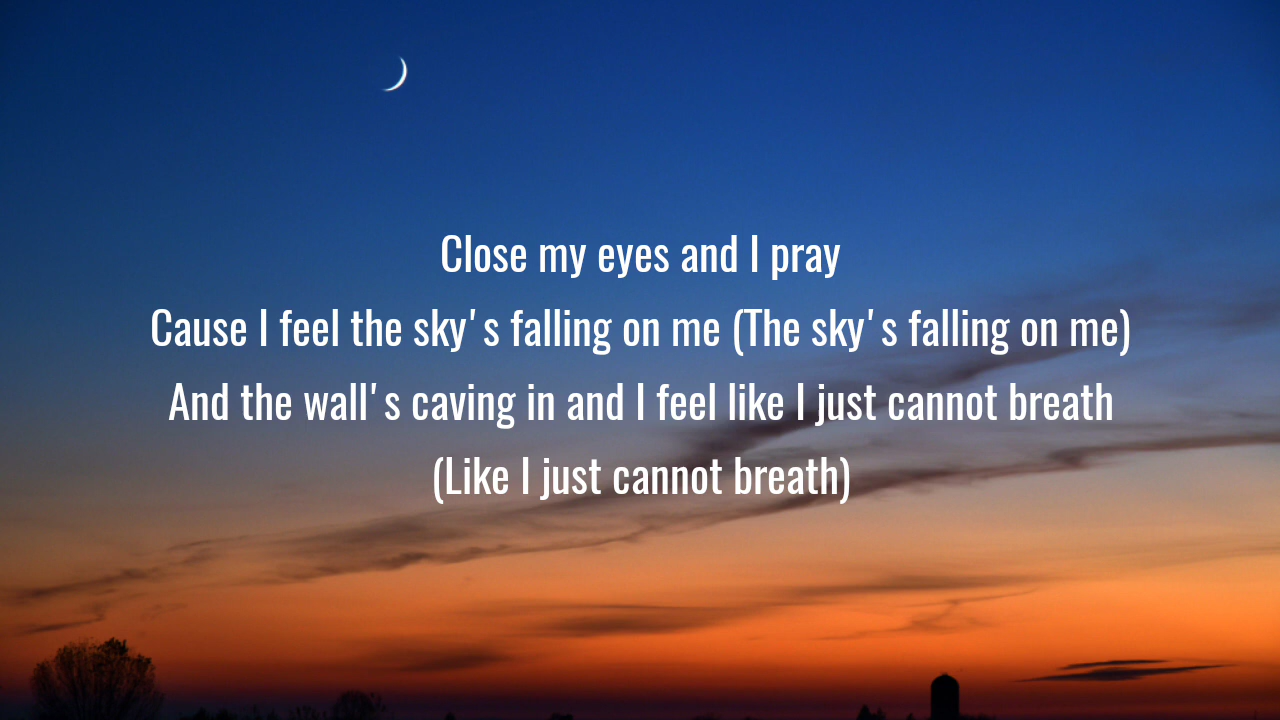 Close my eyes and I pray
Cause I feel the sky's falling on me (The sky's falling on me)
And the wall's caving in and I feel like I just cannot breath
(Like I just cannot breath)